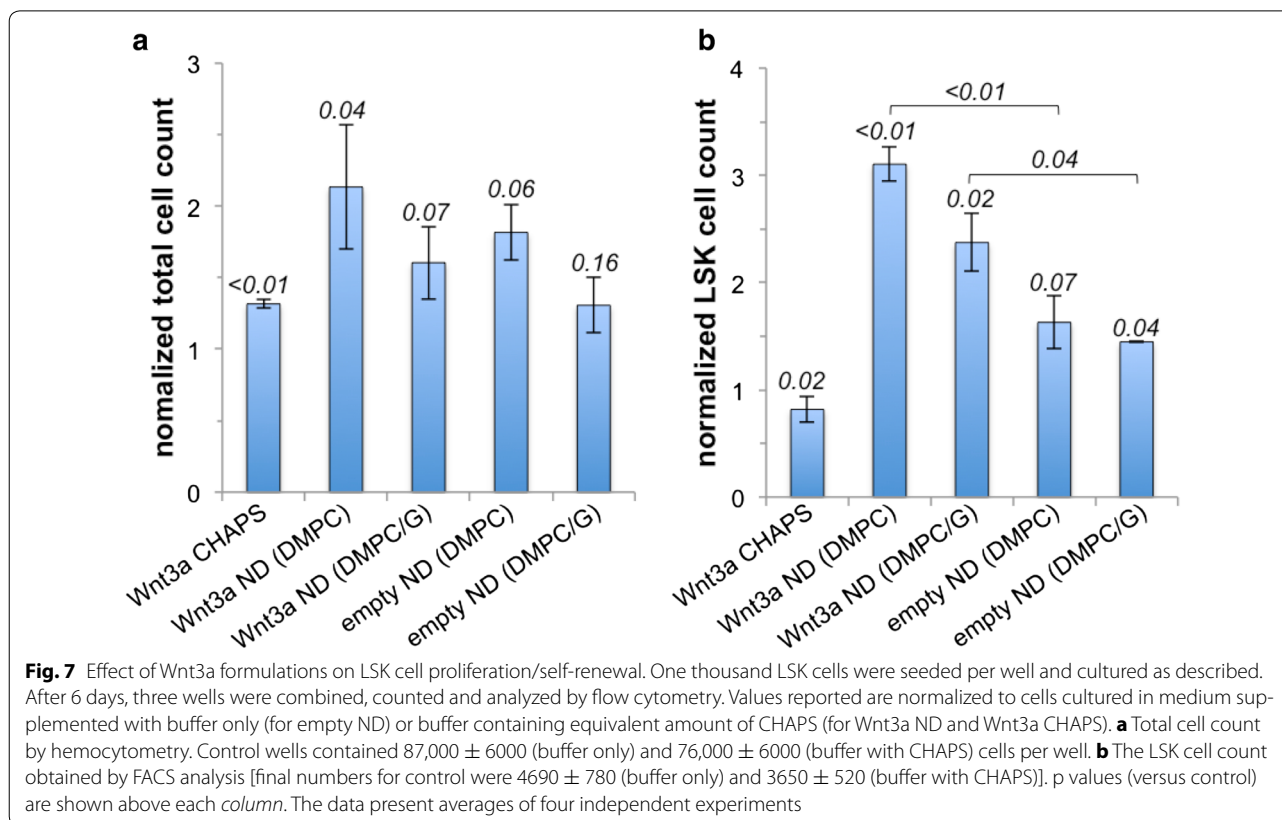 a
nomalized total cell count
3
2
1
0
<0.01
0.04
0.07
0.06
0.16
Wnt3a CHAPS
Wnt3a ND (DMPC)
Wnt3a ND (DMPC/G)
empty ND (DMPC)
empty ND (DMPC/G)
b
normalized LSK cell count
4
3
2
1
0
<0.01
0.04
0.02
<0.01
0.02
0.07
0.04
Wnt3a CHAPS
Wnt3a ND (DMPC)
Wnt3a ND (DMPC/G)
empty ND (DMPC)
empty ND (DMPC/G)
Fig. 7 Effect of Wnt3a formulations on LSK cell proliferation/self-renewal. One thousand LSK cells were seeded per well and cultured as described.
After 6 days, three wells were combined, counted and analyzed by flow cytometry. Values reported are normalized to cells cultured in medium sup-
plemented with buffer only (for empty ND) or buffer containing equivalent amount of CHAPS (for Wnt3a ND and Wnt3a CHAPS). a Total cell count
by hemocytometry. Control wells contained 87,000 ± 6000 (buffer only) and 76,000 ± 6000 (buffer with CHAPS) cells per well. b The LSK cell count
obtained by FACS analysis [final numbers for control were 4690 ± 780 (buffer only) and 3650 ± 520 (buffer with CHAPS)]. p values (versus control)
are shown above each column. The data present averages of four independent experiments